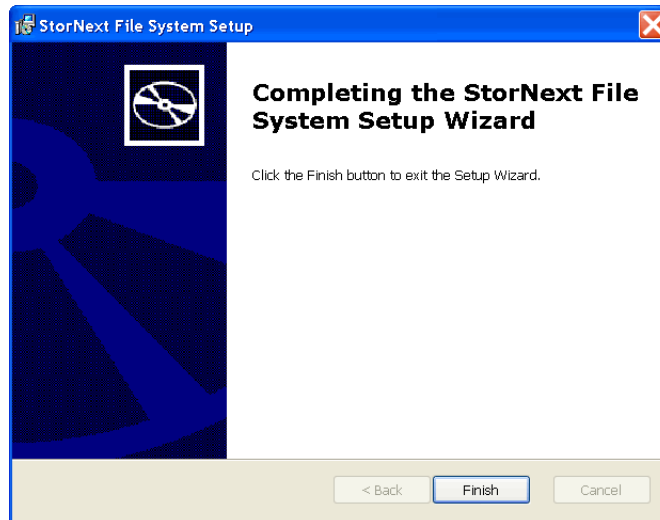 StorNext File System Setup
Completing the StorNext File
System Setup Wizard
Click the Finish button to exit the Setup Wizard.
< Back Finish Cancel